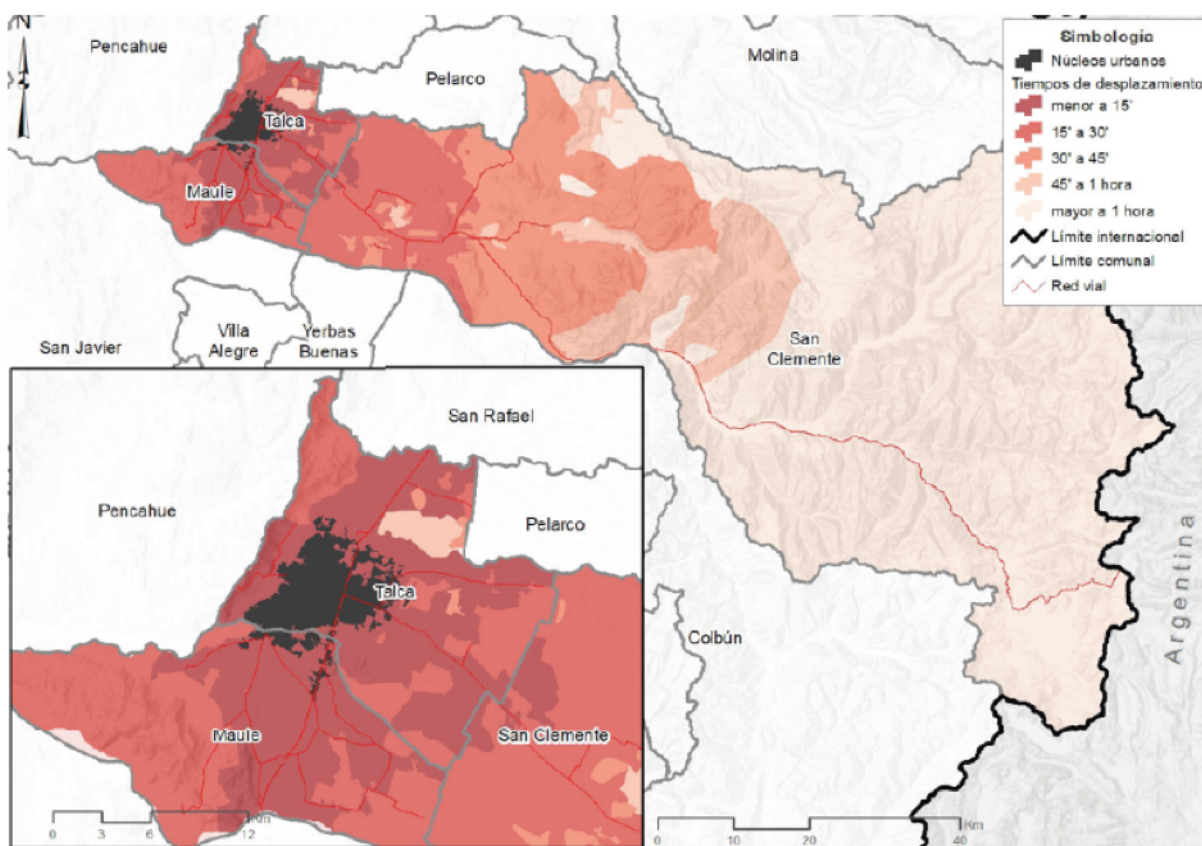 N
Pencahue
Pelarco
Molina
Talca
Maule
San Javier
Villa
Alegre
Yerbas
Buenas
San
Clemente
Colbún
Argentina
Simbología
Núcleos urbanos
Tiempos de desplazamiento
menor a 15'
15' a 30'
30' a 45'
45' a 1 hora
mayor a 1 hora
Límite internacional
Límite comunal
Red vial
San Rafael
Pencahue
Pelarco
Talca
Maule
San Clemente
0 3 6 12 Km
0 10 20 40 Km